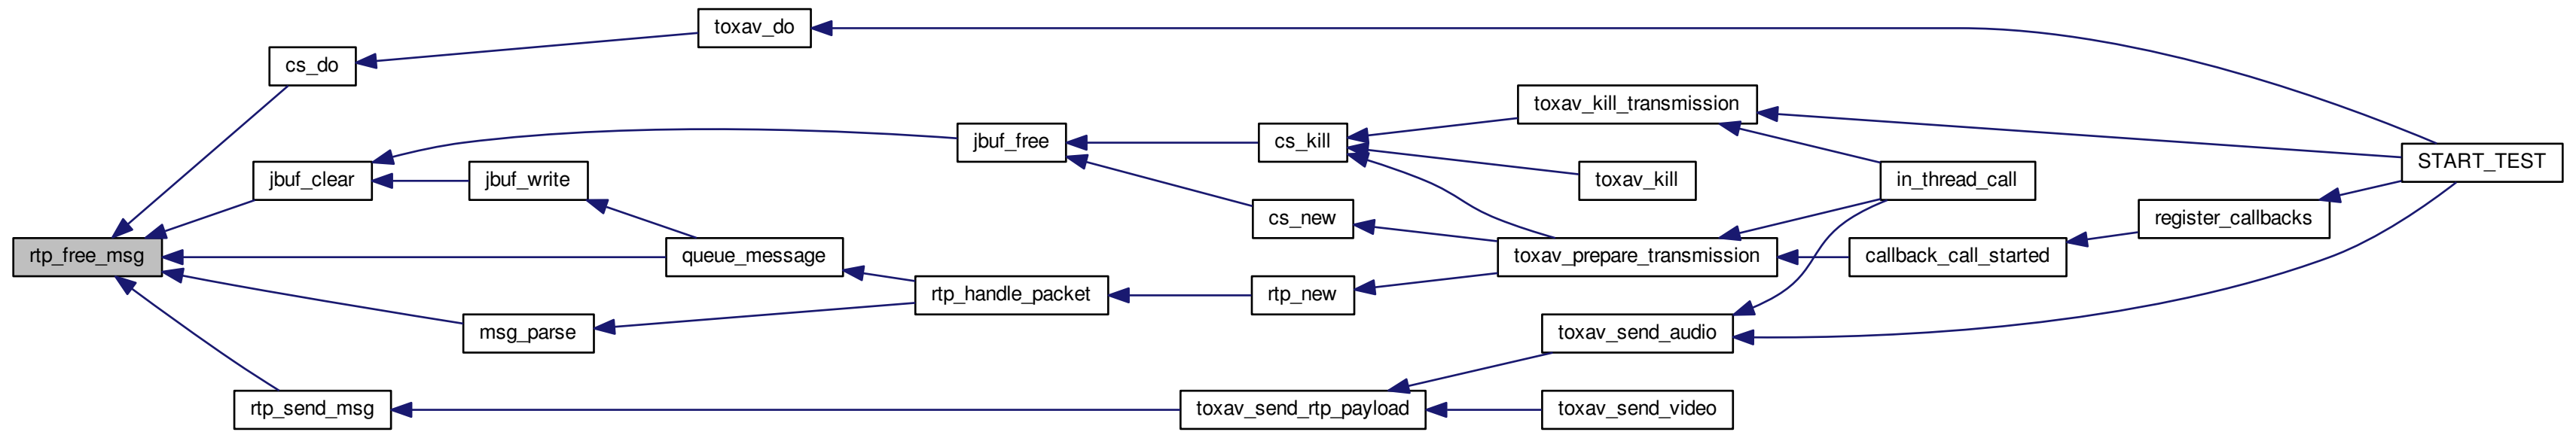 toxav_do
cs_do
toxav_kill_transmission
jbuf_free
cs_kill
START_TEST
jbuf_clear
jbuf_write
toxav_kill
in_thread_call
cs_new
register_callbacks
rtp_free_msg
queue_message
toxav_prepare_transmission
callback_call_started
rtp_handle_packet
rtp_new
msg_parse
toxav_send_audio
rtp_send_msg
toxav_send_rtp_payload
toxav_send_video